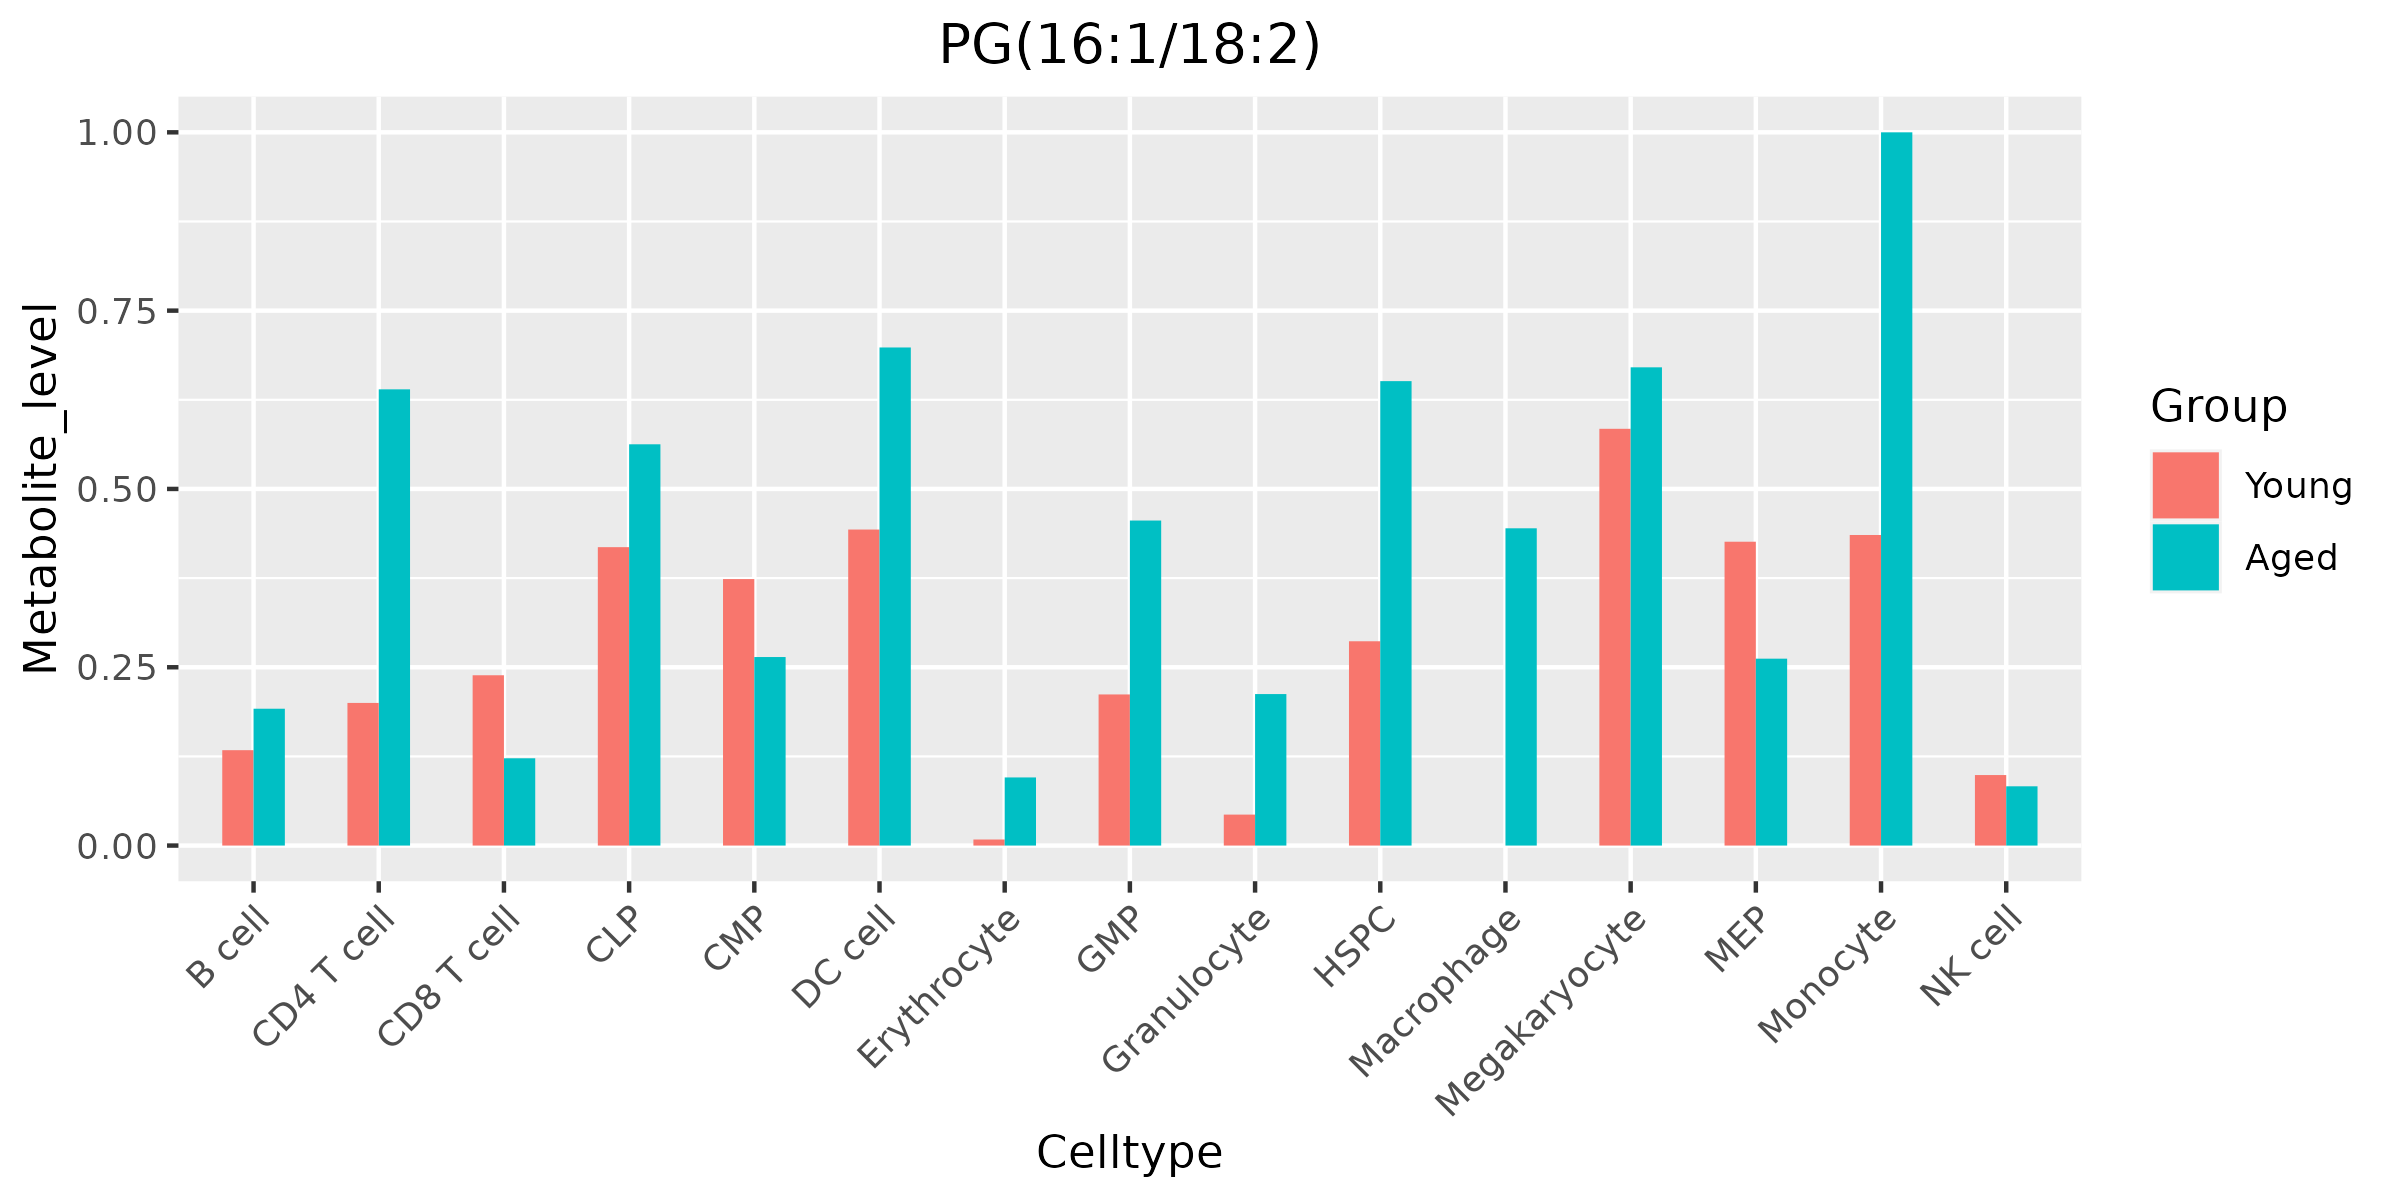 PG(16:1/18:2)
Metabolite_level
1.00
0.75
0.50
0.25
0.00
B cell
CD4 T cell
CD8 T cell
CLP
CMP
DC cell
Erythrocyte
GMP
Granulocyte
HSPC
Macrophage
Megakaryocyte
MEP
Monocyte
NK cell
Celltype
Group
Young
Aged